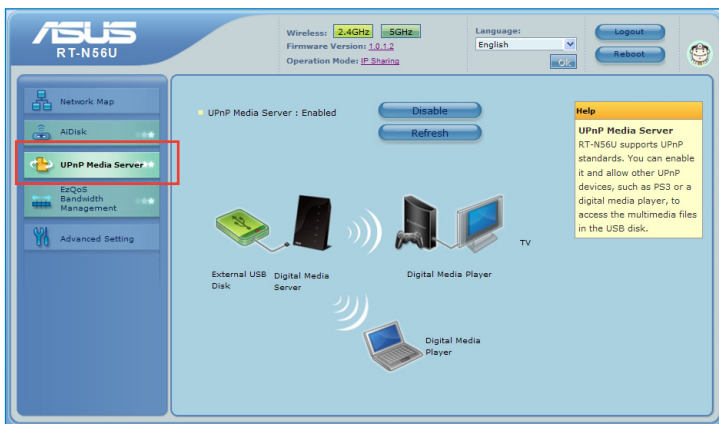 ASUS
RT-N56U
Wireless: 2.4GHz 5GHz
Firmware Version: 1.0.1.2
Operation Mode: IP Sharing
Language:
English
OK
Logout
Reboot
Network Map
AiDisk
UPnP Media Server
EzQoS
Bandwidth
Management
Advanced Setting
UPnP Media Server : Enabled
Disable
Refresh
External USB
Disk
Digital Media
Server
Digital Media Player
TV
Digital Media
Player
Help
UPnP Media Server
RT-N56U supports UPnP
standards. You can enable
it and allow other UPnP
devices, such as PS3 or a
digital media player, to
access the multimedia files
in the USB disk.